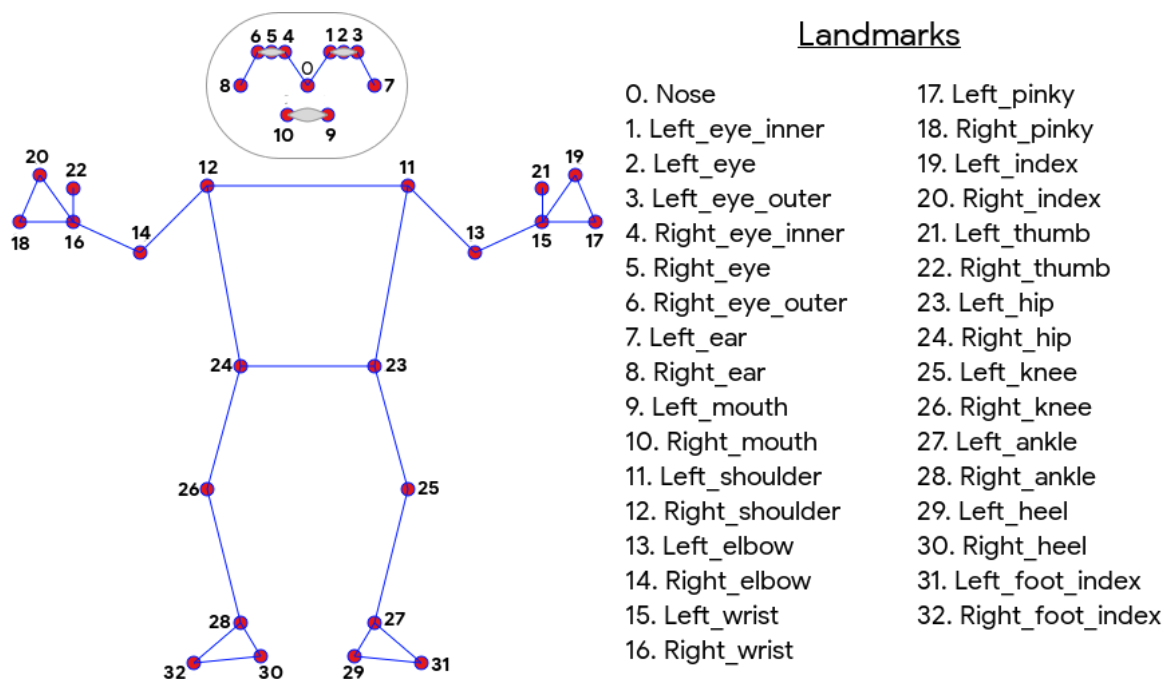 6 5 4 1 2 3
0
8 7
10 9
20 22 12 11 21 19
18 16 14 13 15 17
24 23
26 25
28 27
32 30 29 31
Landmarks
0. Nose
1. Left_eye_inner
2. Left_eye
3. Left_eye_outer
4. Right_eye_inner
5. Right_eye
6. Right_eye_outer
7. Left_ear
8. Right_ear
9. Left_mouth
10. Right_mouth
11. Left_shoulder
12. Right_shoulder
13. Left_elbow
14. Right_elbow
15. Left_wrist
16. Right_wrist
17. Left_pinky
18. Right_pinky
19. Left_index
20. Right_index
21. Left_thumb
22. Right_thumb
23. Left_hip
24. Right_hip
25. Left_knee
26. Right_knee
27. Left_ankle
28. Right_ankle
29. Left_heel
30. Right_heel
31. Left_foot_index
32. Right_foot_index